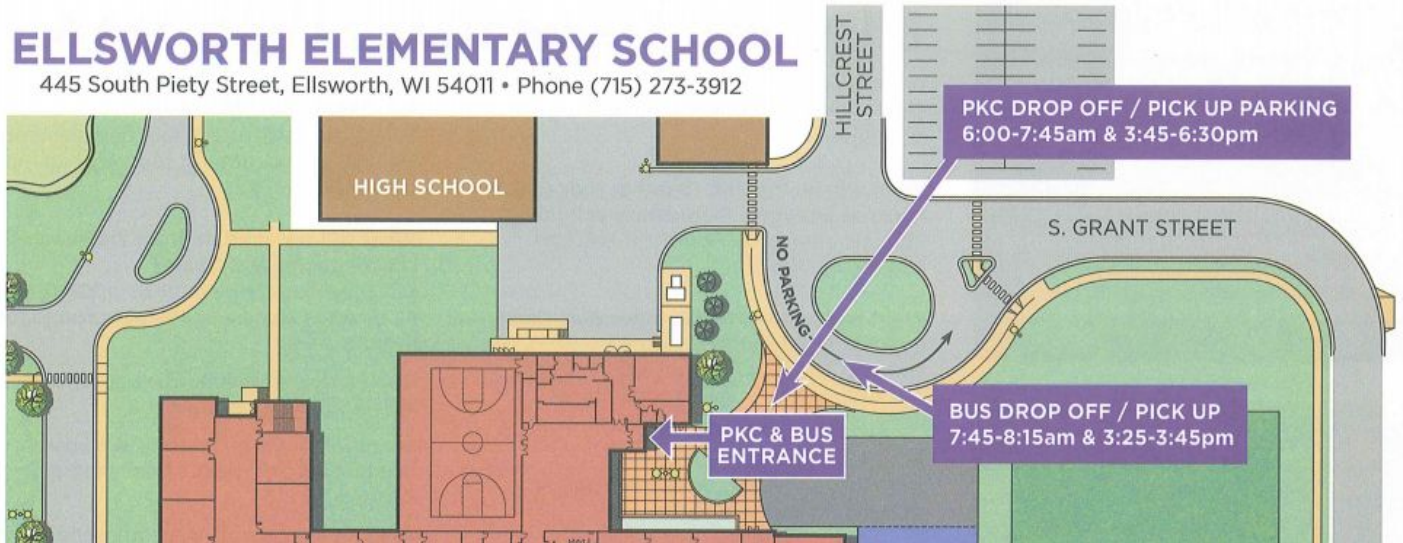 ELLSWORTH ELEMENTARY SCHOOL
445 South Piety Street, Ellsworth, WI 54011 • Phone (715) 273-3912
HILLCREST
STREET
PKC DROP OFF / PICK UP PARKING
6:00-7:45am & 3:45-6:30pm
HIGH SCHOOL
S. GRANT STREET
NO PARKING
BUS DROP OFF / PICK UP
7:45-8:15am & 3:25-3:45pm
PKC & BUS
ENTRANCE